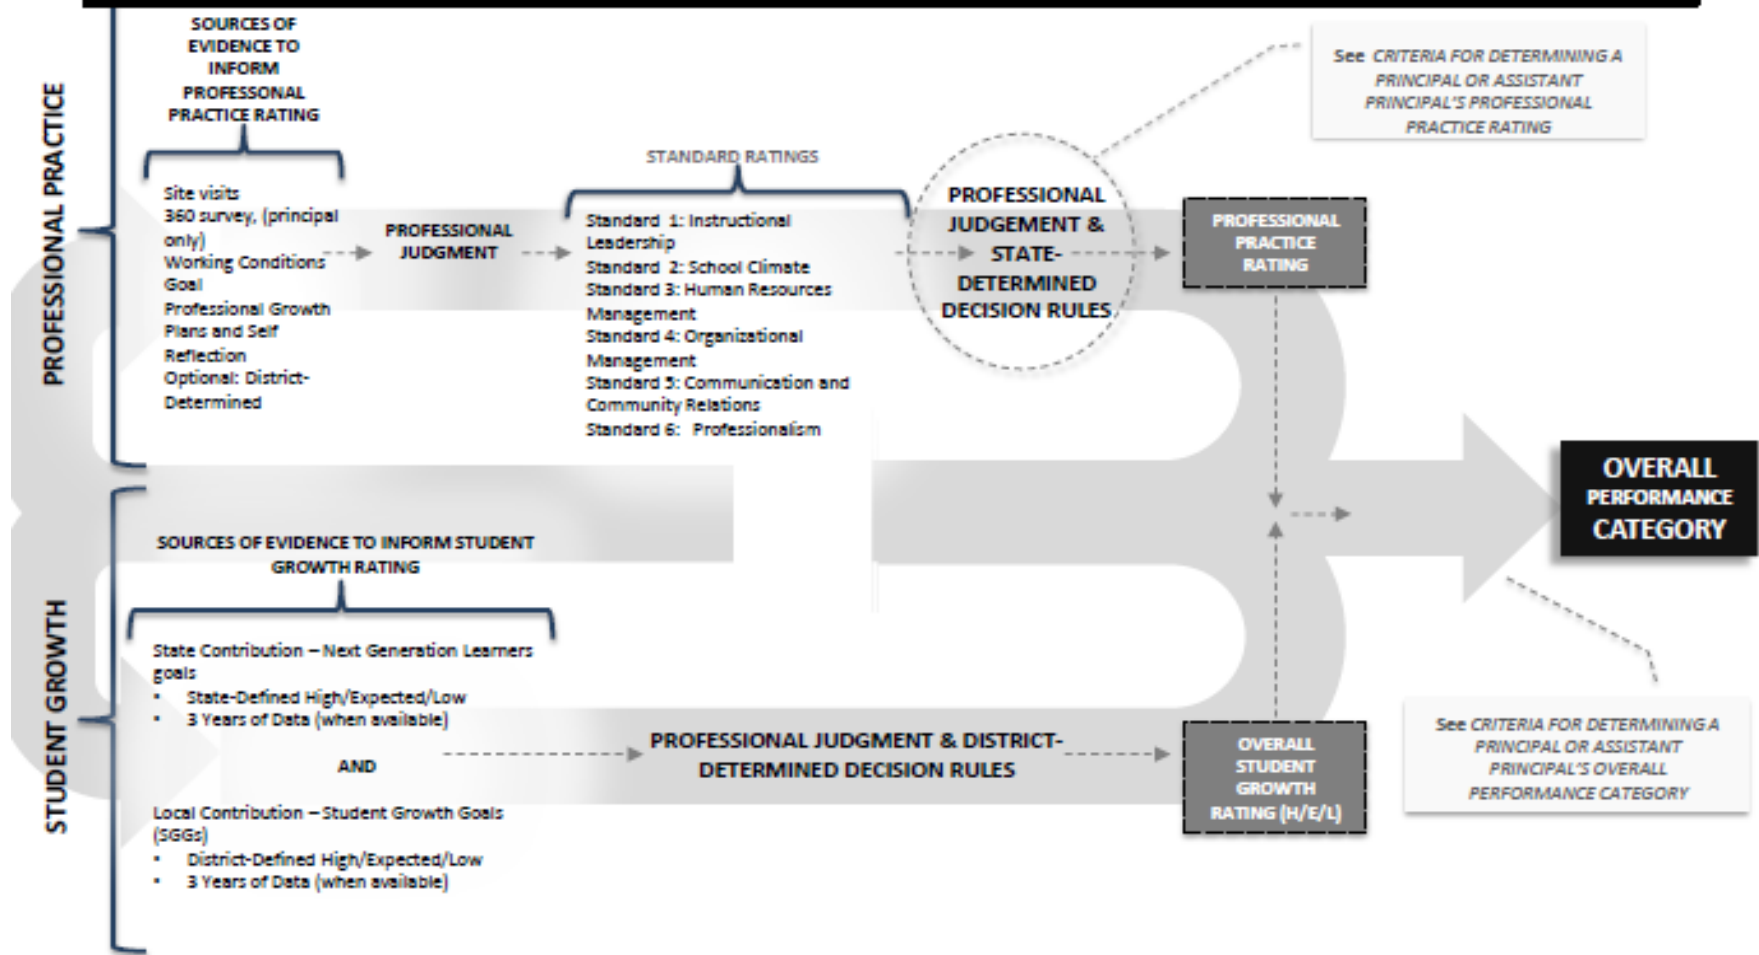 PROFESSIONAL PRACTICE
SOURCES OF
EVIDENCE TO
INFORM
PROFESSONAL
PRACTICE RATING
Site visits
360 survey, (principal
only)
Working Conditions
Goal
Professional Growth
Plans and Self
Reflection
Optional: District-
Determined
PROFESSIONAL
JUDGMENT
STANDARD RATINGS
Standard 1: Instructional
Leadership
Standard 2: School Climate
Standard 3: Human Resources
Management
Standard 4: Organizational
Management
Standard 5: Communication and
Community Relations
Standard 6: Professionalism
PROFESSIONAL
JUDGEMENT &
STATE-
DETERMINED
DECISION RULES
PROFESSIONAL
PRACTICE
RATING
See CRITERIA FOR DETERMINING A
PRINCIPAL OR ASSISTANT
PRINCIPAL'S PROFESSIONAL
PRACTICE RATING
STUDENT GROWTH
SOURCES OF EVIDENCE TO INFORM STUDENT
GROWTH RATING
State Contribution – Next Generation Learners
goals
▪ State-Defined High/Expected/Low
▪ 3 Years of Data (when available)
AND
Local Contribution – Student Growth Goals
(SGGs)
▪ District-Defined High/Expected/Low
▪ 3 Years of Data (when available)
PROFESSIONAL JUDGMENT & DISTRICT-
DETERMINED DECISION RULES
OVERALL
STUDENT
GROWTH
RATING (H/E/L)
OVERALL
PERFORMANCE
CATEGORY
See CRITERIA FOR DETERMINING A
PRINCIPAL OR ASSISTANT
PRINCIPAL'S OVERALL
PERFORMANCE CATEGORY